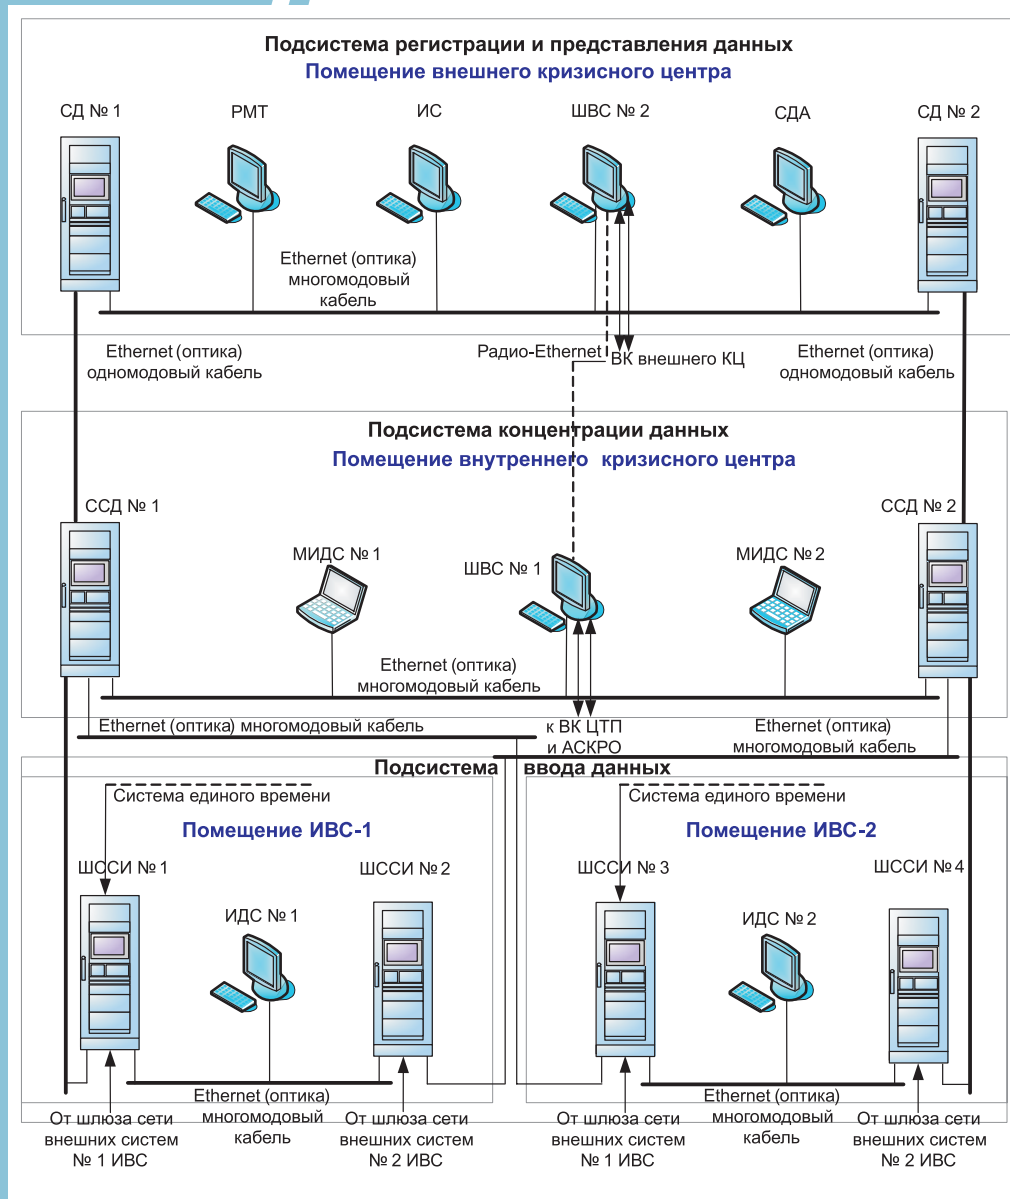 Подсистема регистрации и представления данных
Помещение внешнего кризисного центра
СД № 1
РМТ
ИС
ШВС № 2
СДА
СД № 2
Ethernet (оптика)
многомодовый
кабель
Ethernet (оптика)
одномодовый кабель
Радио-Ethernet
ВК внешнего КЦ
Ethernet (оптика)
одномодовый кабель
Подсистема концентрации данных
Помещение внутреннего кризисного центра
ССД № 1
ССД № 2
МИДС № 1
ШВС № 1
МИДС № 2
Ethernet (оптика)
многомодовый кабель
Ethernet (оптика) многомодовый кабель
к ВК ЦТП
и АСКРО
Ethernet (оптика)
многомодовый кабель
Подсистема ввода данных
Система единого времени
Система единого времени
Помещение ИВС-1
Помещение ИВС-2
ШССИ № 1
ШССИ № 2
ШССИ № 3
ШССИ № 4
ИДС № 1
ИДС № 2
Ethernet (оптика)
многомодовый
кабель
Ethernet (оптика)
многомодовый
кабель
От шлюза сети
внешних систем
№ 1 ИВС
От шлюза сети
внешних систем
№ 2 ИВС
От шлюза сети
внешних систем
№ 1 ИВС
От шлюза сети
внешних систем
№ 2 ИВС